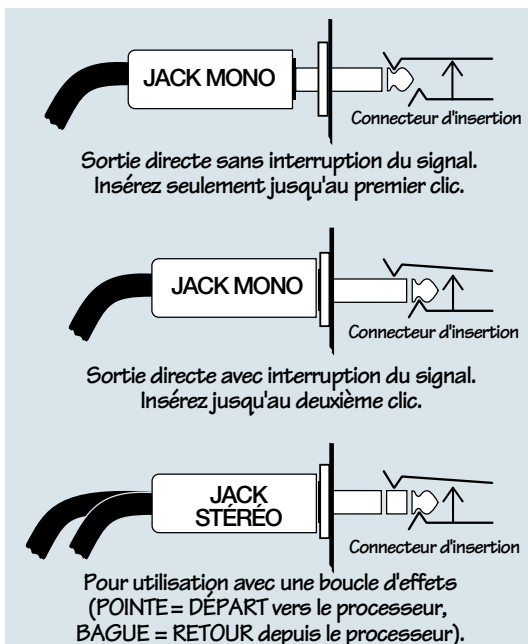 JACK MONO
Connecteur d'insertion
Sortie directe sans interruption du signal.
Insérez seulement jusqu'au premier clic.
JACK MONO
Connecteur d'insertion
Sortie directe avec interruption du signal.
Insérez jusqu'au deuxième clic.
JACK
STÉRÉO
Connecteur d'insertion
Pour utilisation avec une boucle d'effets
(POINTE = DÉPART vers le processeur,
BAGUE = RETOUR depuis le processeur).